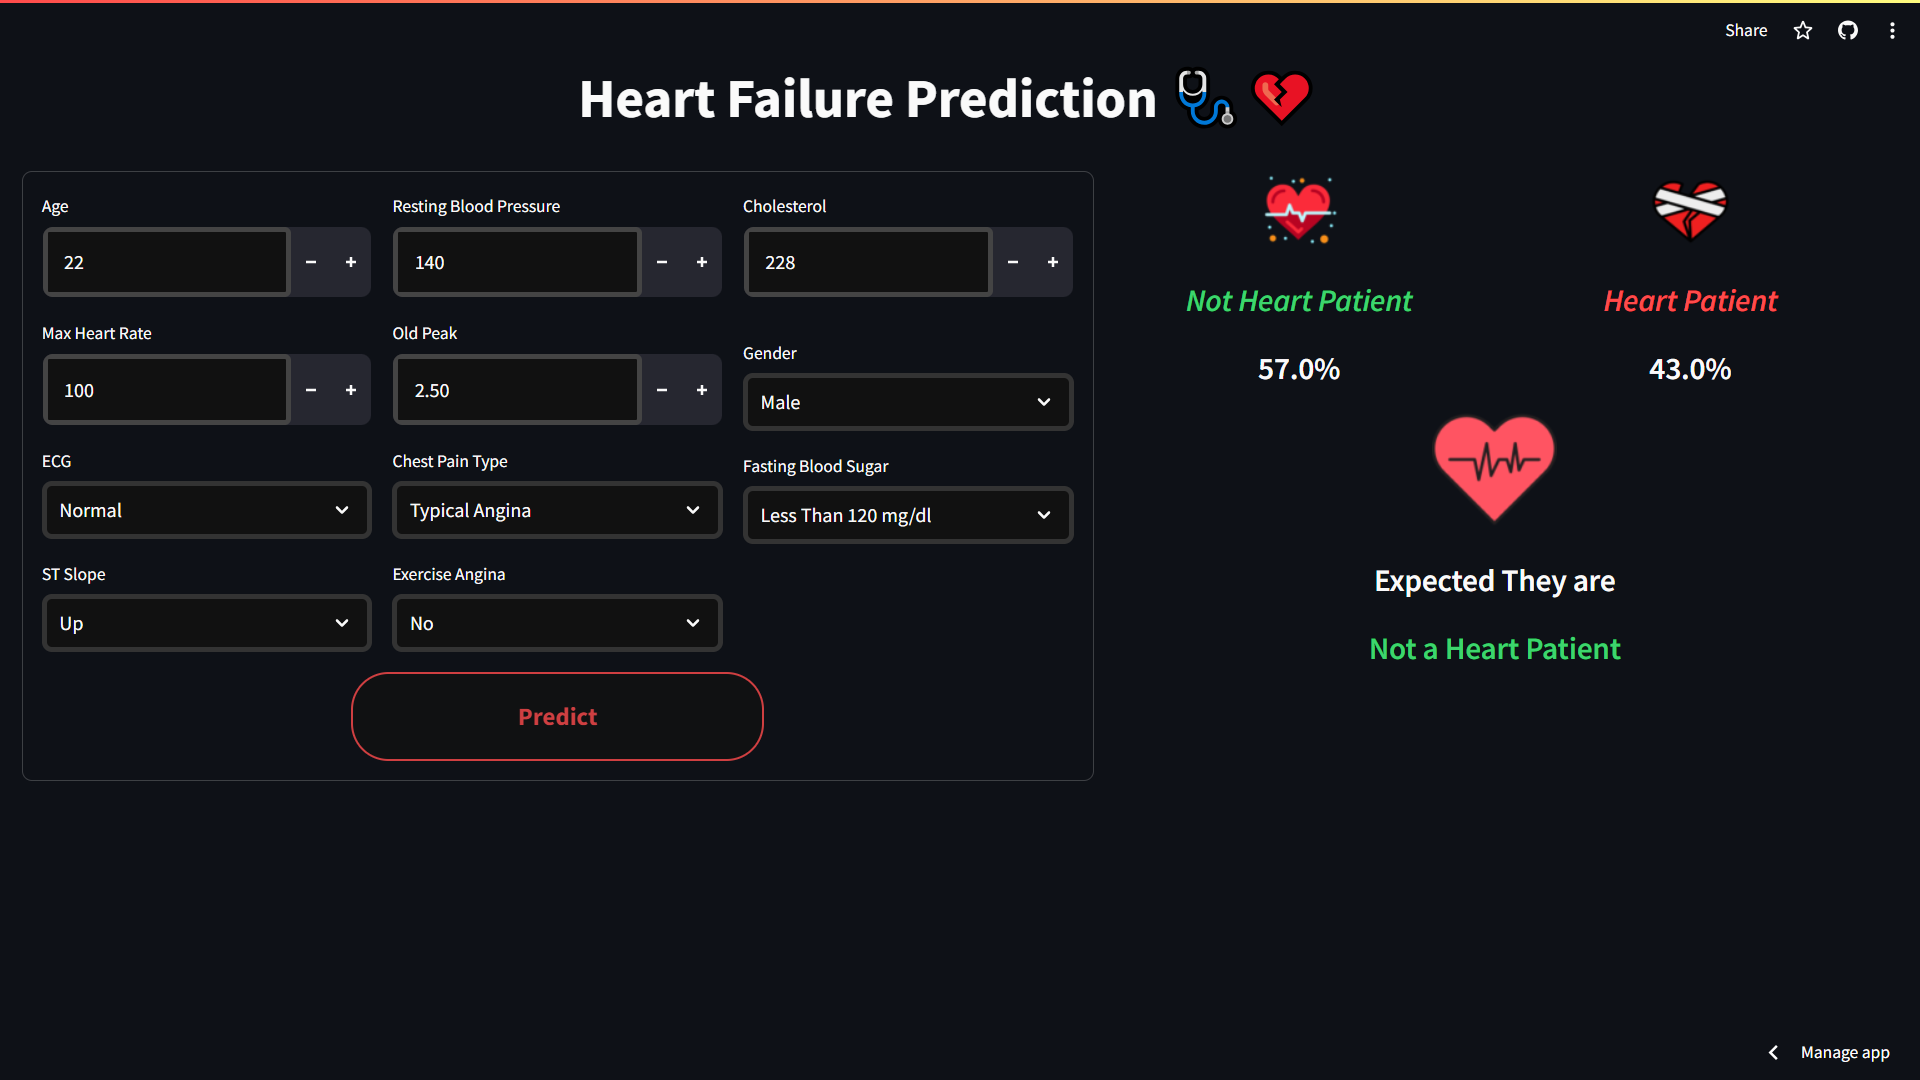 Share
Heart Failure Prediction
Age
22
Resting Blood Pressure
140
Cholesterol
228
Max Heart Rate
100
Old Peak
2.50
Gender
Male
ECG
Normal
Chest Pain Type
Typical Angina
Fasting Blood Sugar
Less Than 120 mg/dl
ST Slope
Up
Exercise Angina
No
Predict
Not Heart Patient
57.0%
Heart Patient
43.0%
Expected They are
Not a Heart Patient
Manage app